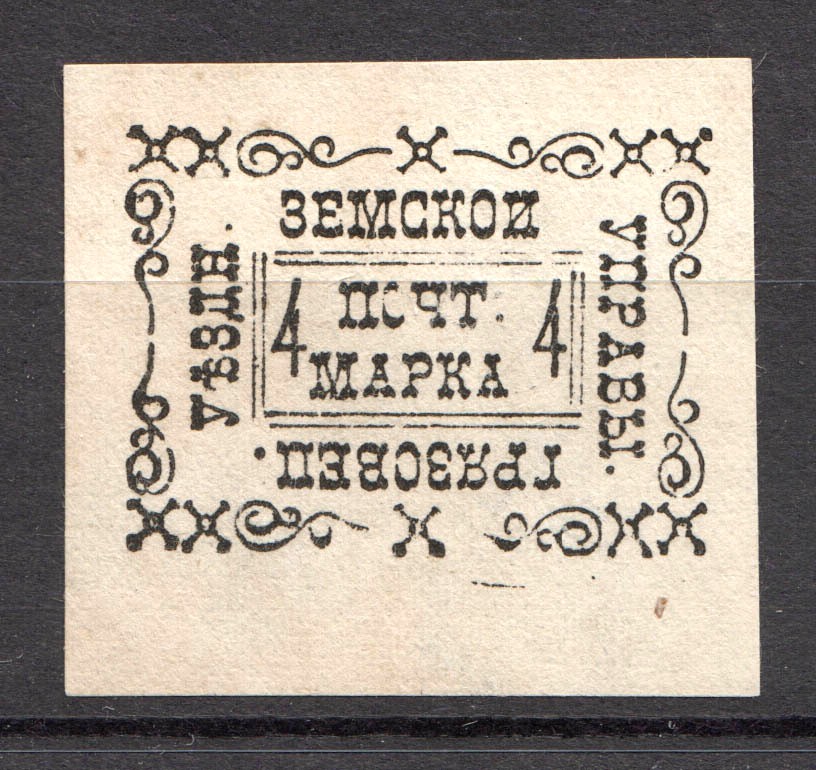 ГРЯЗОВЕЦ.
УѢЗДН.
ЗЕМСКОЙ
УПРАВЫ.
4 ПОЧТ. 4
МАРКА